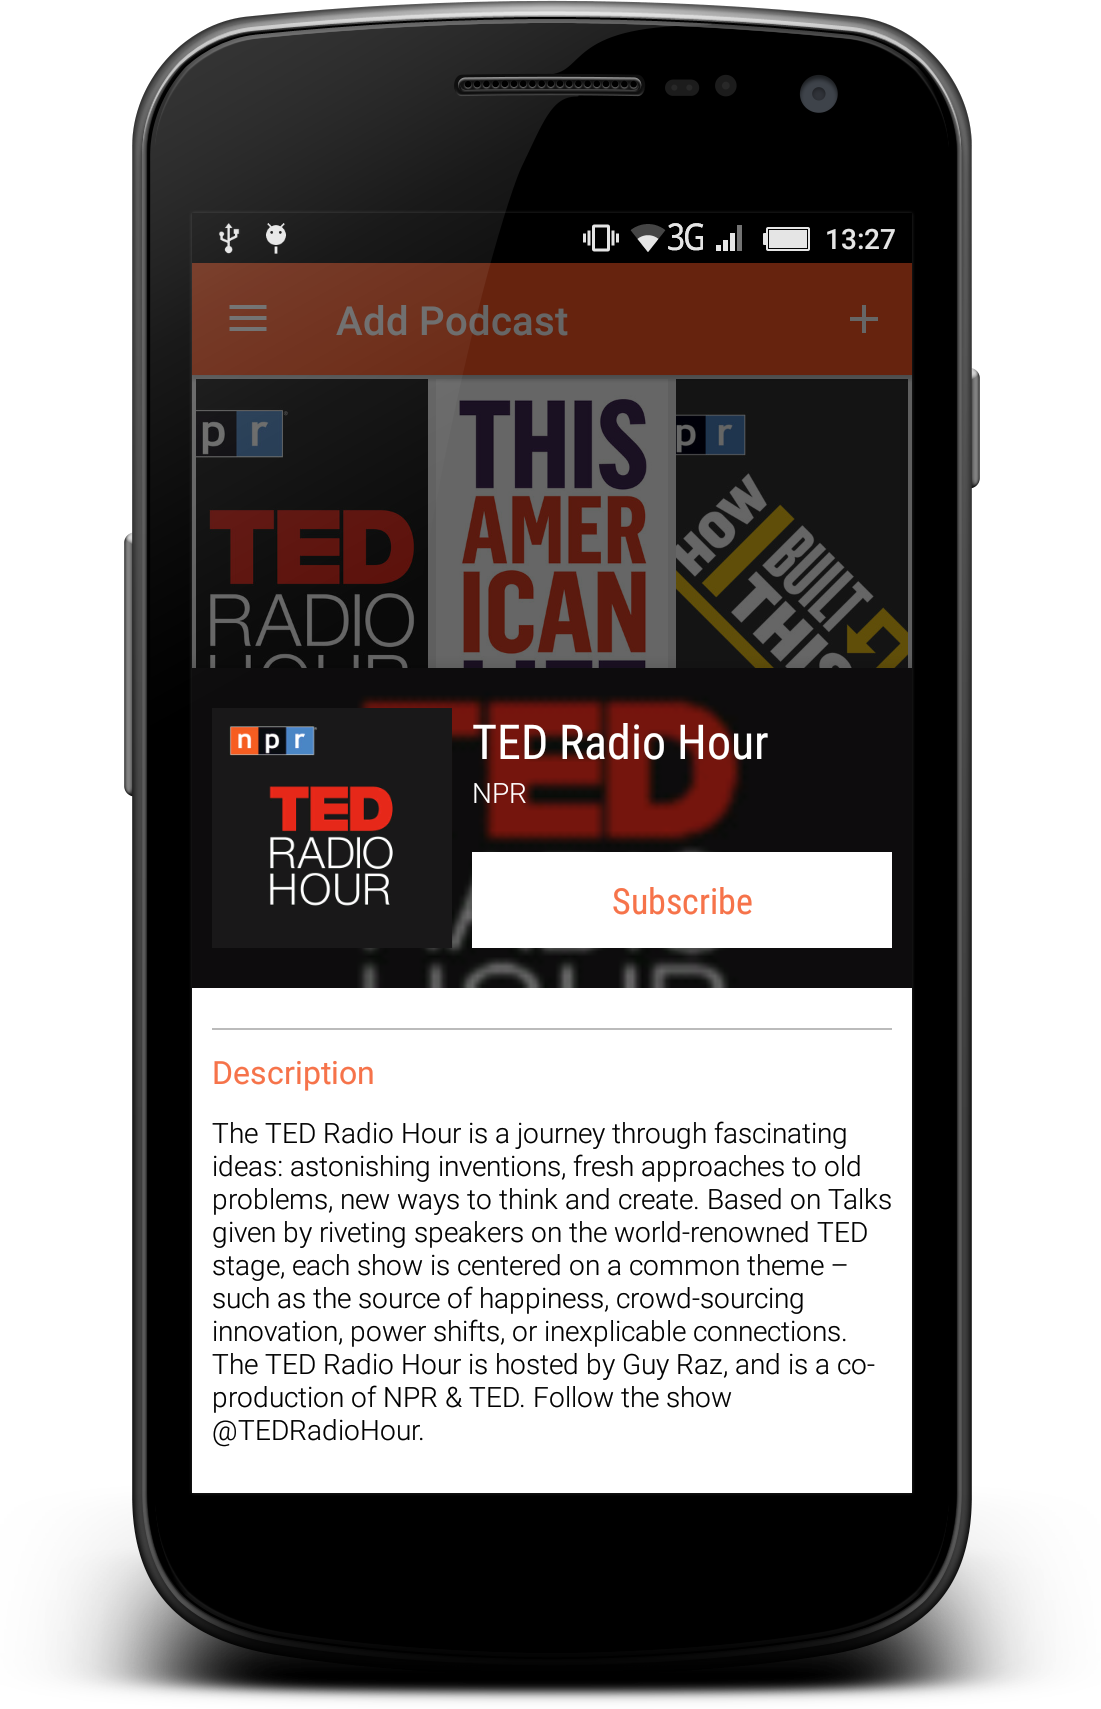 3G 13:27
Add Podcast
p r
TED
RADIO
HOUR
THIS
AMER
ICAN
LIFE
p r
HOW
BUILT
THIS
n p r
TED
RADIO
HOUR
TED Radio Hour
NPR
Subscribe
TED
RADIO
HOUR
Description
The TED Radio Hour is a journey through fascinating
ideas: astonishing inventions, fresh approaches to old
problems, new ways to think and create. Based on Talks
given by riveting speakers on the world-renowned TED
stage, each show is centered on a common theme –
such as the source of happiness, crowd-sourcing
innovation, power shifts, or inexplicable connections.
The TED Radio Hour is hosted by Guy Raz, and is a co-
production of NPR & TED. Follow the show
@TEDRadioHour.